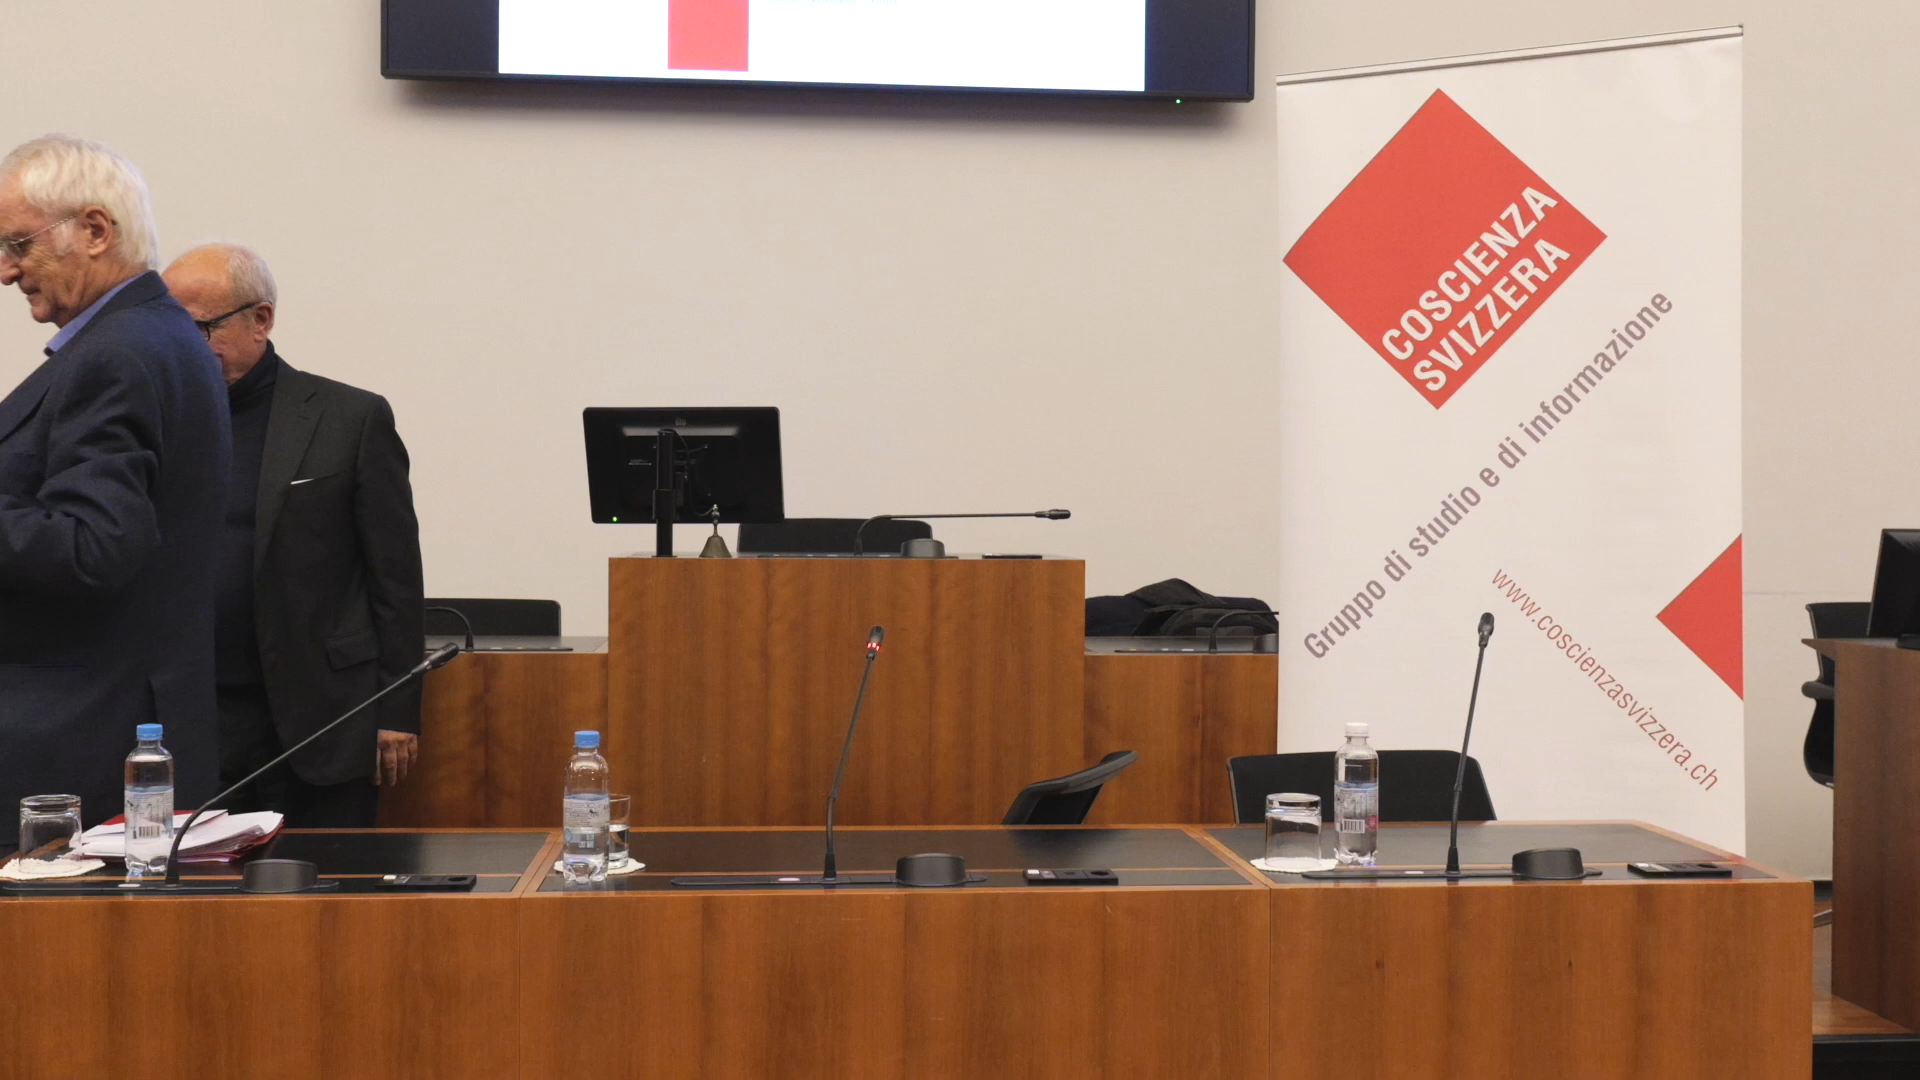 COSCIENZA
SVIZZERA
Gruppo di studio e di informazione
www.coscienzasvizzera.ch